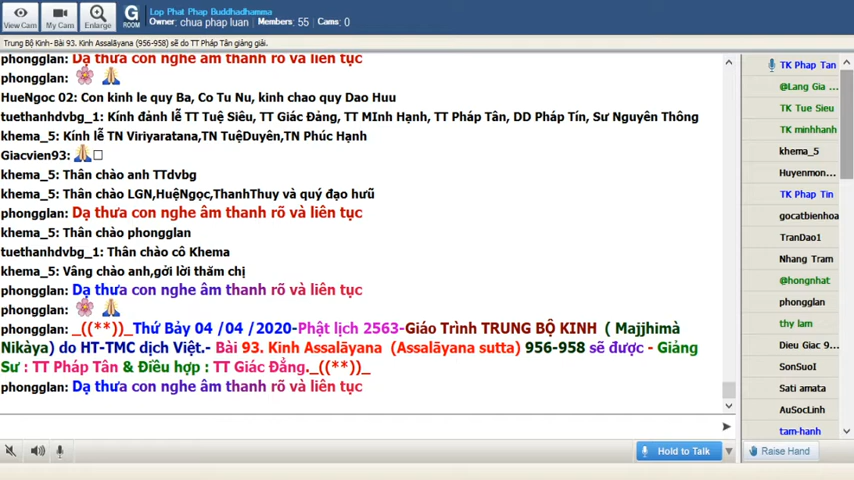 View Cam
My Cam
Enlarge
G
ROOM
Lop Phat Phap Buddhadhamma
Owner: chua phap luan Members: 55 Cams: 0
Trung Bộ Kinh- Bài 93. Kinh Assalāyana (956-958) sẽ do TT Pháp Tân giảng giải.
phongglan: Dạ thưa con nghe âm thanh rõ và liên tục
phongglan: 🌸 🙏
HueNgoc 02: Con kinh le quy Ba, Co Tu Nu, kinh chao quy Dao Huu
tuethanhdvbg_1: Kính đảnh lễ TT Tuệ Siêu, TT Giác Đảng, TT MInh Hạnh, TT Pháp Tân, DD Pháp Tín, Sư Nguyên Thông
khema_5: Kính lễ TN Viriyaratana,TN TuệDuyên,TN Phúc Hạnh
Giacvien93: 🙏□
khema_5: Thân chào anh TTdvbg
khema_5: Thân chào LGN,HuệNgọc,ThanhThuy và quý đạo hưũ
phongglan: Dạ thưa con nghe âm thanh rõ và liên tục
khema_5: Thân chào phongglan
tuethanhdvbg_1: Thân chào cô Khema
khema_5: Vâng chào anh,gởi lời thăm chị
phongglan: Dạ thưa con nghe âm thanh rõ và liên tục
phongglan: 🌸 🙏
phongglan: _((**))_Thứ Bảy 04 /04 /2020-Phật lịch 2563-Giáo Trình TRUNG BỘ KINH ( Majjhimà
Nikàya) do HT-TMC dịch Việt.- Bài 93. Kinh Assalāyana (Assalāyana sutta) 956-958 sẽ được - Giảng
Sư : TT Pháp Tân & Điều hợp : TT Giác Đẳng._((**))_
phongglan: Dạ thưa con nghe âm thanh rõ và liên tục
TK Phap Tan
@Lang Gia ...
TK Tue Sieu
TK minhhanh
khema_5
Huyenmon...
TK Phap Tin
gocatbienhoa
TranDao1
Nhang Tram
@hongnhat
phongglan
thy lam
Dieu Giac 9...
SonSuoI
Sati amata
AuSocLinh
tam-hanh
Hold to Talk
Raise Hand